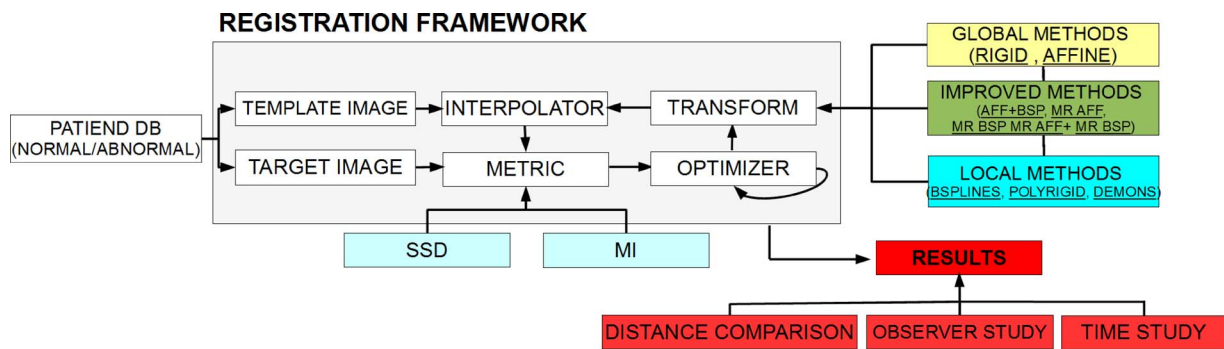 REGISTRATION FRAMEWORK
PATIEND DB
(NORMAL/ABNORMAL)
TEMPLATE IMAGE
INTERPOLATOR
TRANSFORM
TARGET IMAGE
METRIC
OPTIMIZER
SSD
MI
GLOBAL METHODS
(RIGID , AFFINE)
IMPROVED METHODS
(AFF+BSP, MR AFF,
MR BSP MR AFF+ MR BSP)
LOCAL METHODS
(BSPLINES, POLYRIGID, DEMONS)
RESULTS
DISTANCE COMPARISON
OBSERVER STUDY
TIME STUDY